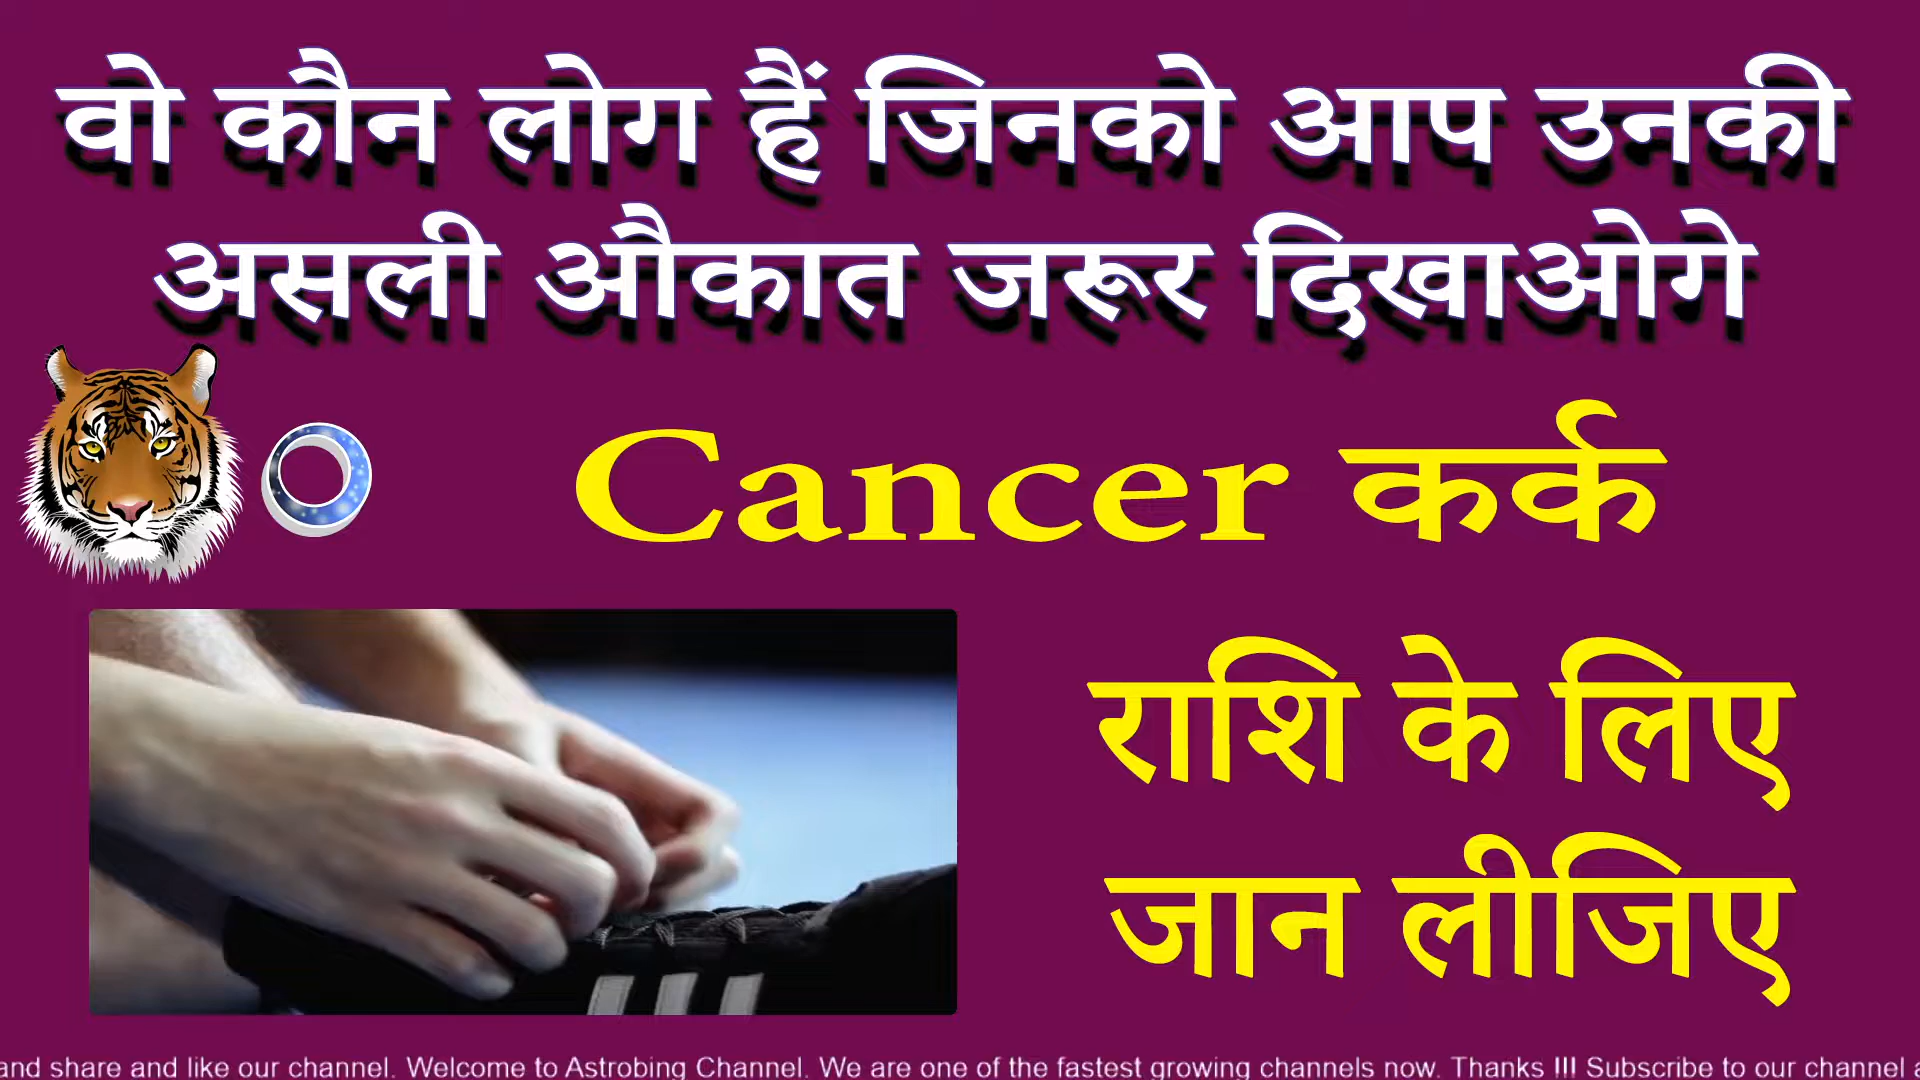 वो कौन लोग हैं जिनको आप उनकी
असली औकात जरूर दिखाओगे
Cancer कर्क
राशि के लिए
जान लीजिए
and share and like our channel. Welcome to Astrobing Channel. We are one of the fastest growing channels now. Thanks !!! Subscribe to our channel a